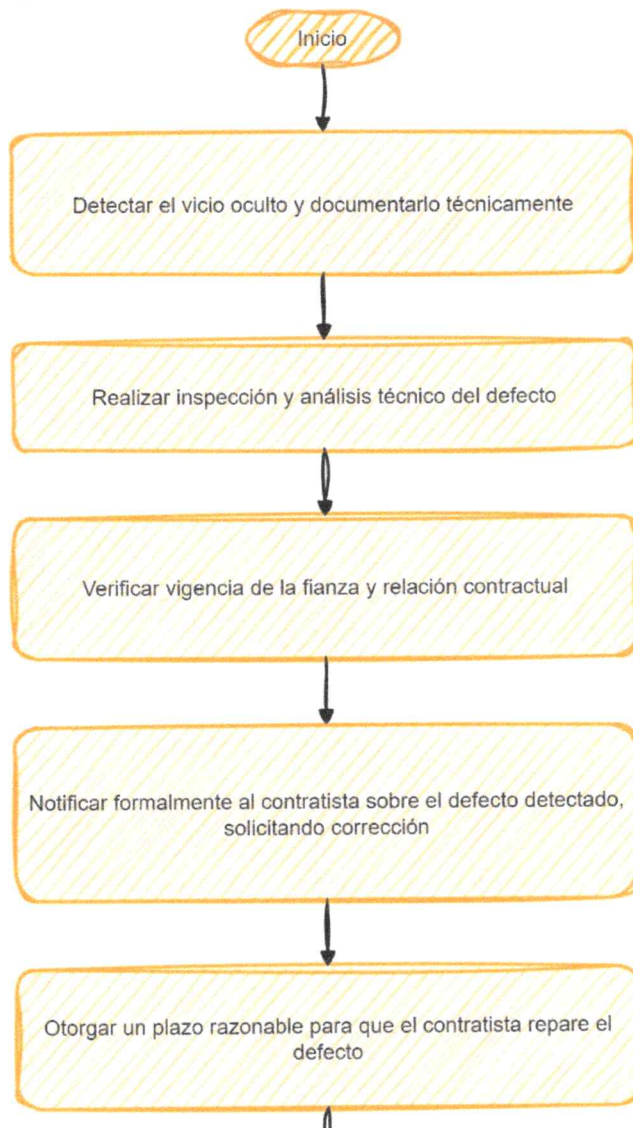 Inicio
Detectar el vicio oculto y documentarlo técnicamente
Realizar inspección y análisis técnico del defecto
Verificar vigencia de la fianza y relación contractual
Notificar formalmente al contratista sobre el defecto detectado,
solicitando corrección
Otorgar un plazo razonable para que el contratista repare el
defecto